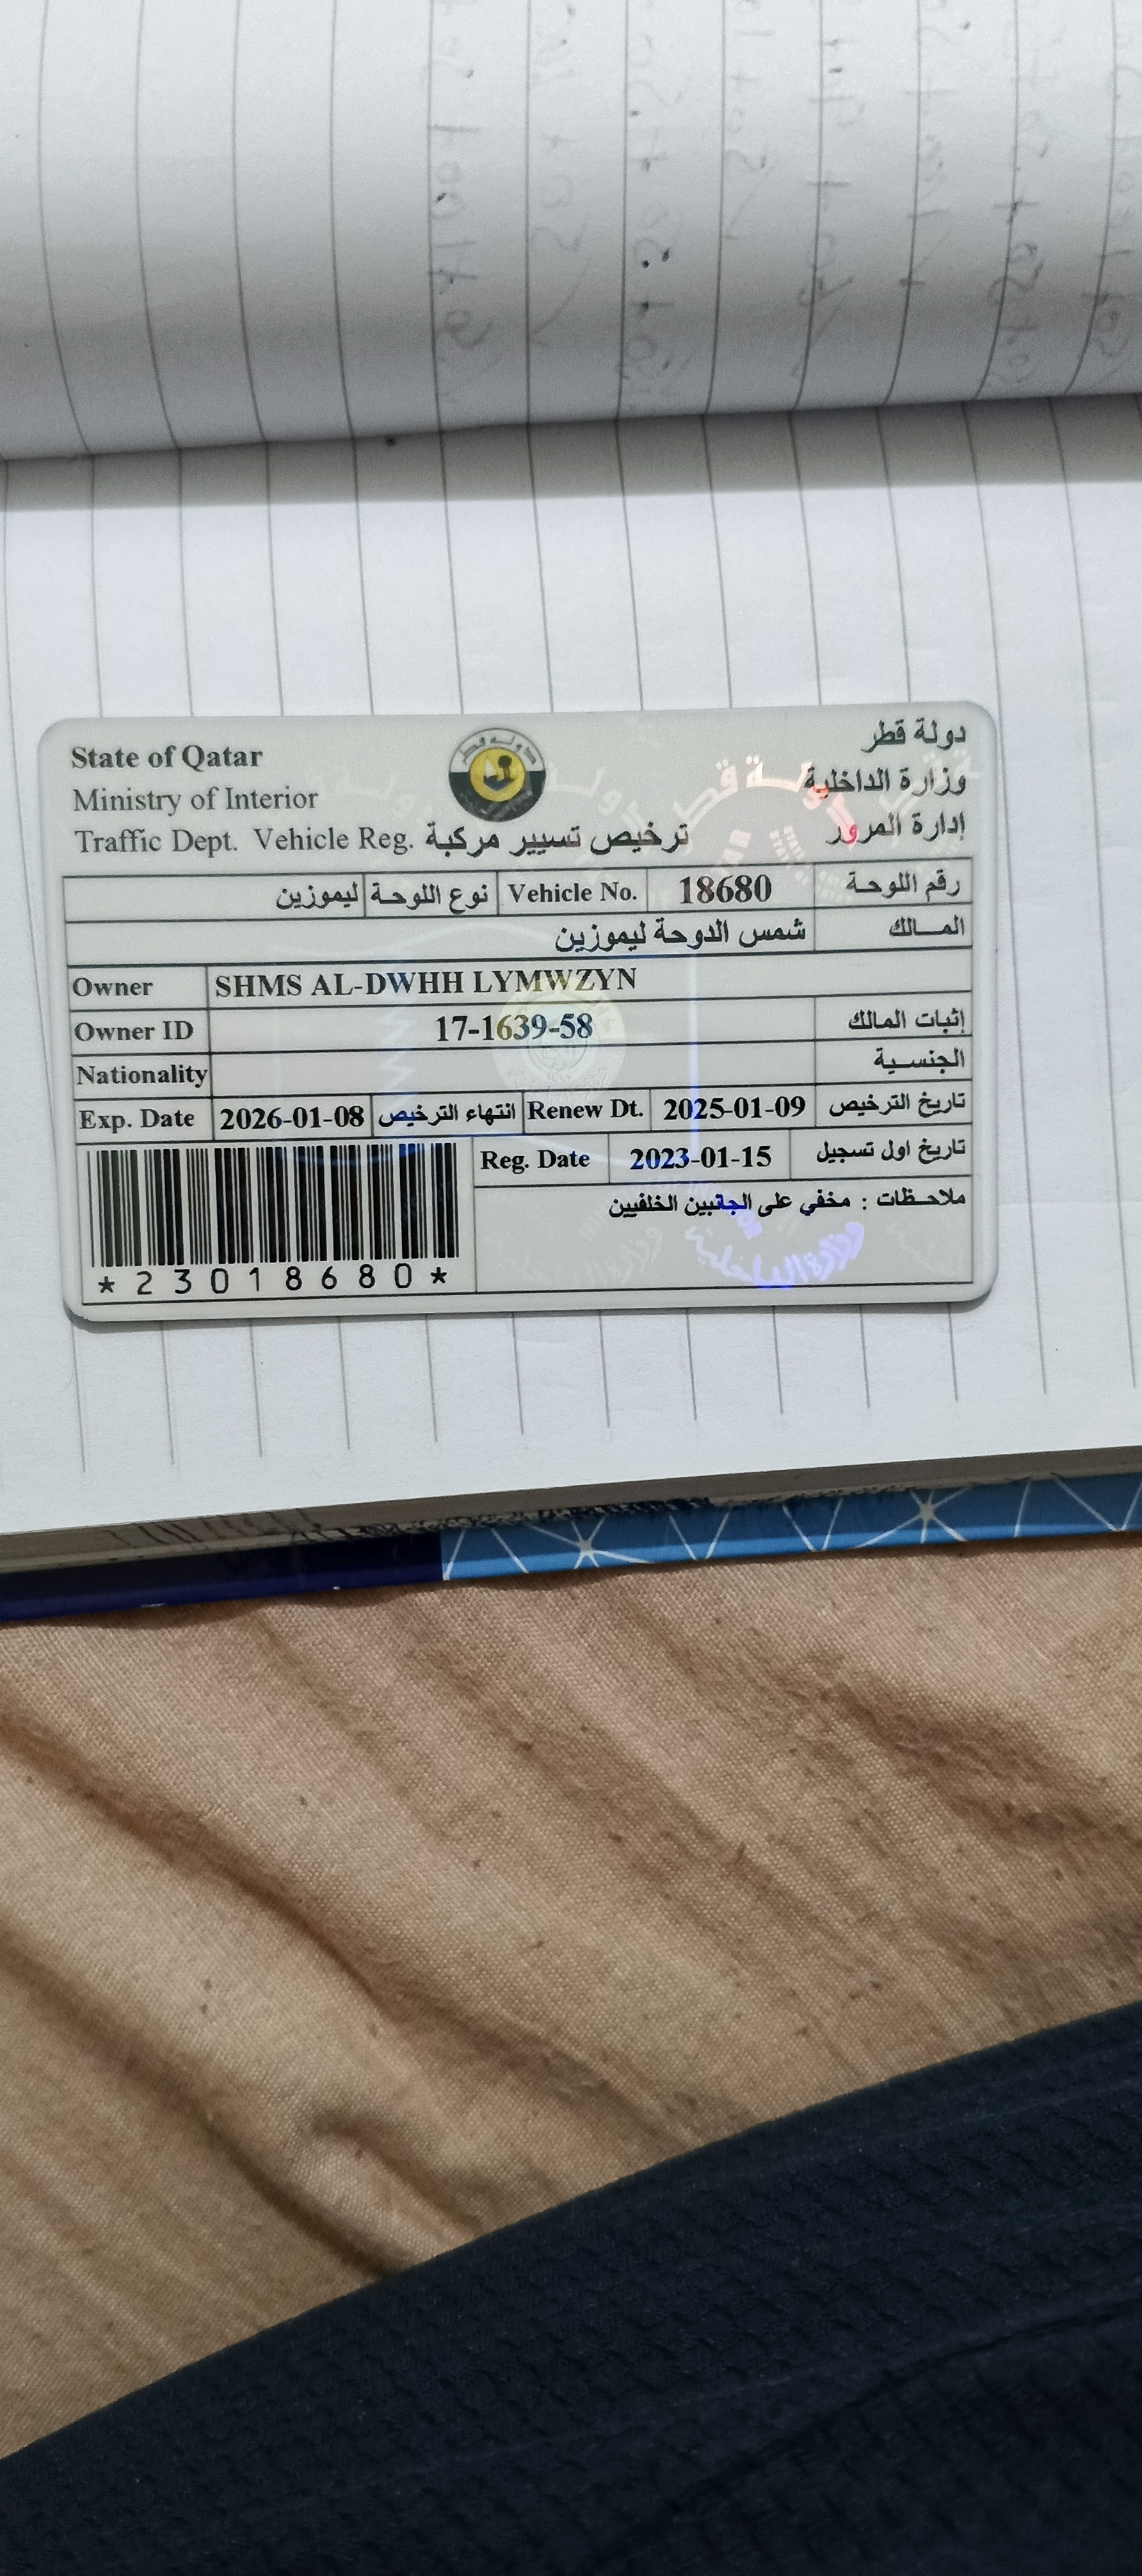 State of Qatar
دولة قطر
Ministry of Interior
وزارة الداخلية
Traffic Dept. Vehicle Reg. ترخيص تسيير مركبة
إدارة المرور
رقم اللوحة 18680 Vehicle No. نوع اللوحة ليموزين
المالك شمس الدوحة ليموزين
Owner SHMS AL-DWHH LYMWZYN
Owner ID 17-1639-58 إثبات المالك
Nationality الجنسية
Exp. Date 2026-01-08 انتهاء الترخيص Renew Dt. 2025-01-09 تاريخ الترخيص
Reg. Date 2023-01-15 تاريخ اول تسجيل
ملاحظات : مخفي على الجانبين الخلفيين
وزارة الداخلية
*23018680*